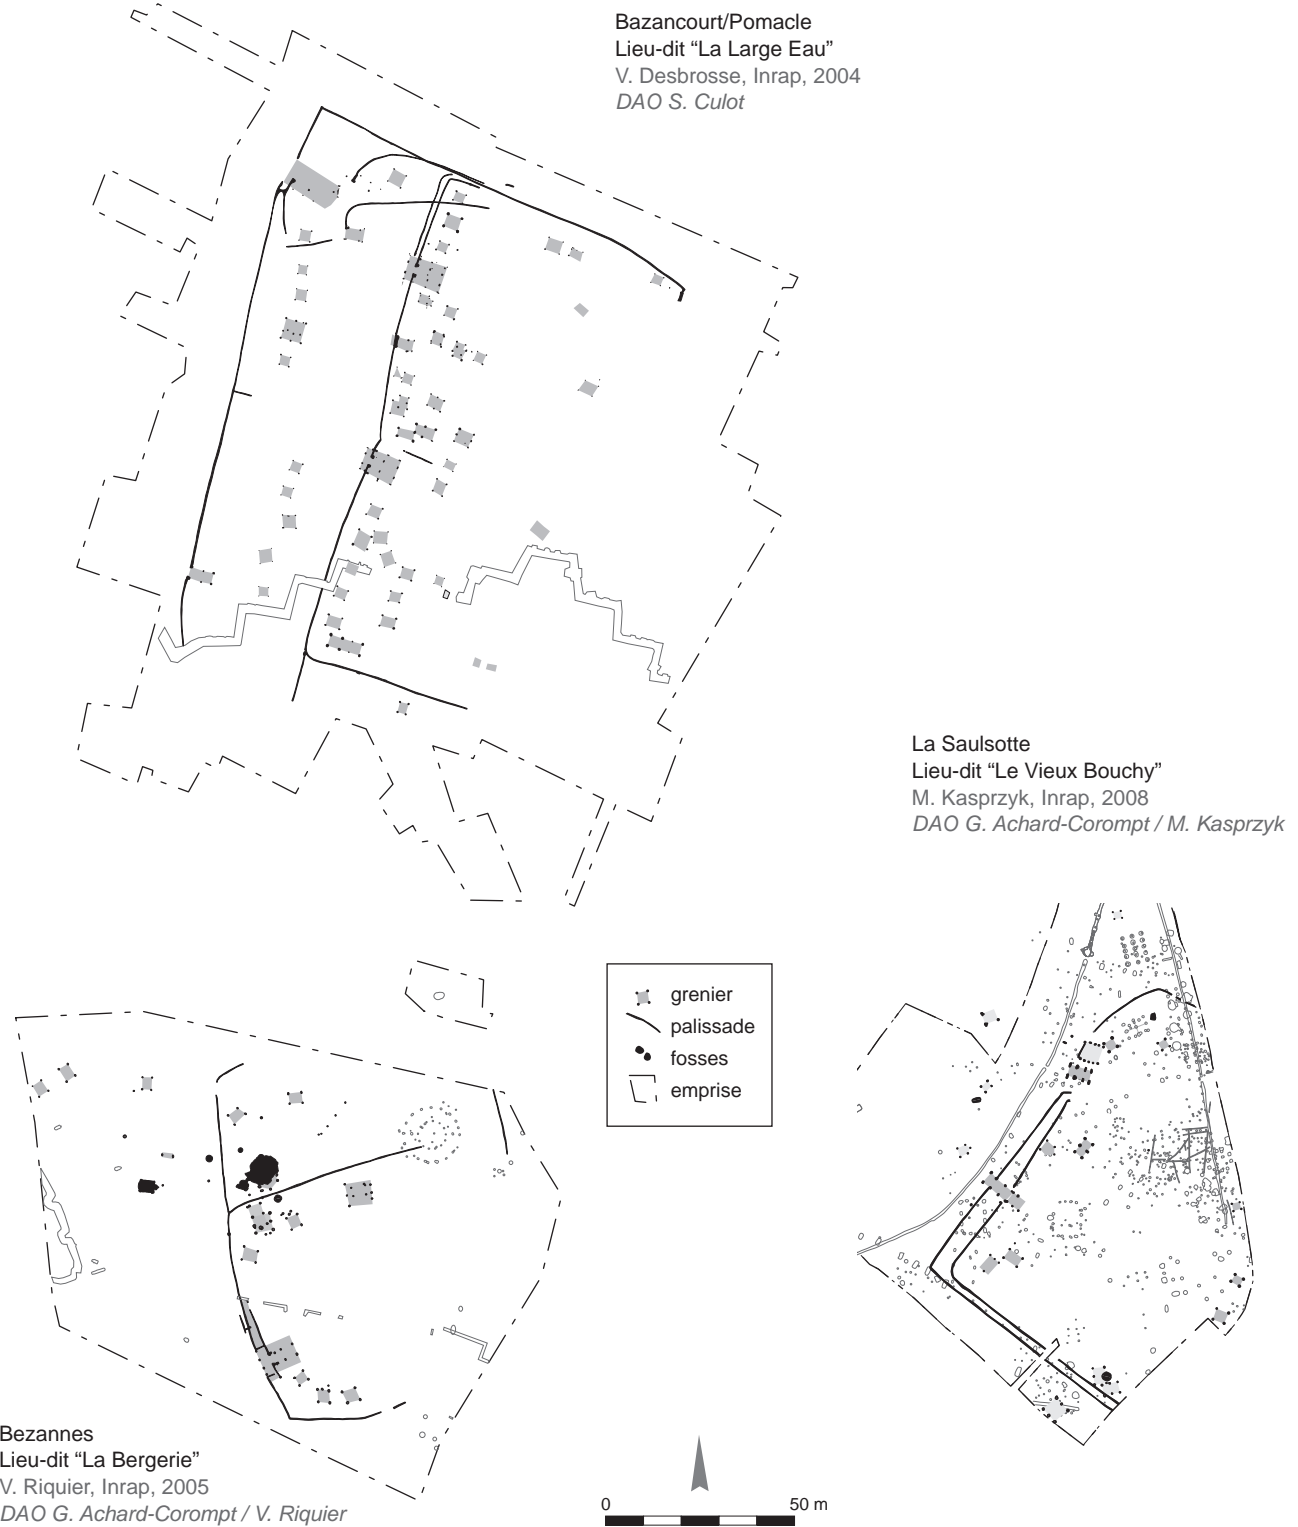 Bazancourt/Pomacle
Lieu-dit “La Large Eau”
V. Desbrosse, Inrap, 2004
DAO S. Culot
La Saulsotte
Lieu-dit “Le Vieux Bouchy”
M. Kasprzyk, Inrap, 2008
DAO G. Achard-Corompt / M. Kasprzyk
grenier
palissade
fosses
emprise
Bezannes
Lieu-dit “La Bergerie”
V. Riquier, Inrap, 2005
DAO G. Achard-Corompt / V. Riquier
0 50 m